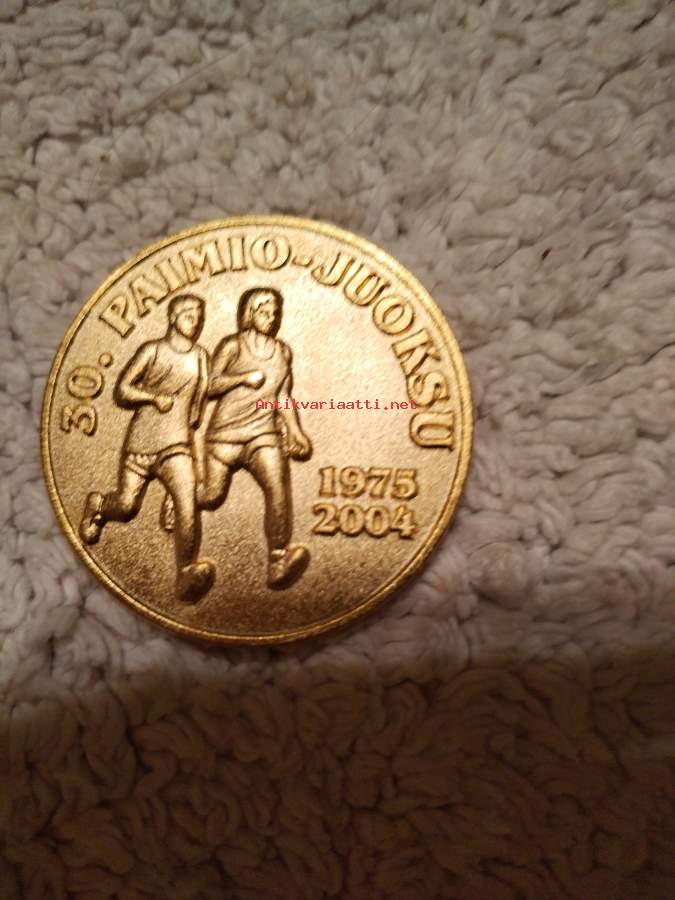 30. PAIMIO-JUOKSU
Antikvariaatti.net
1975
2004